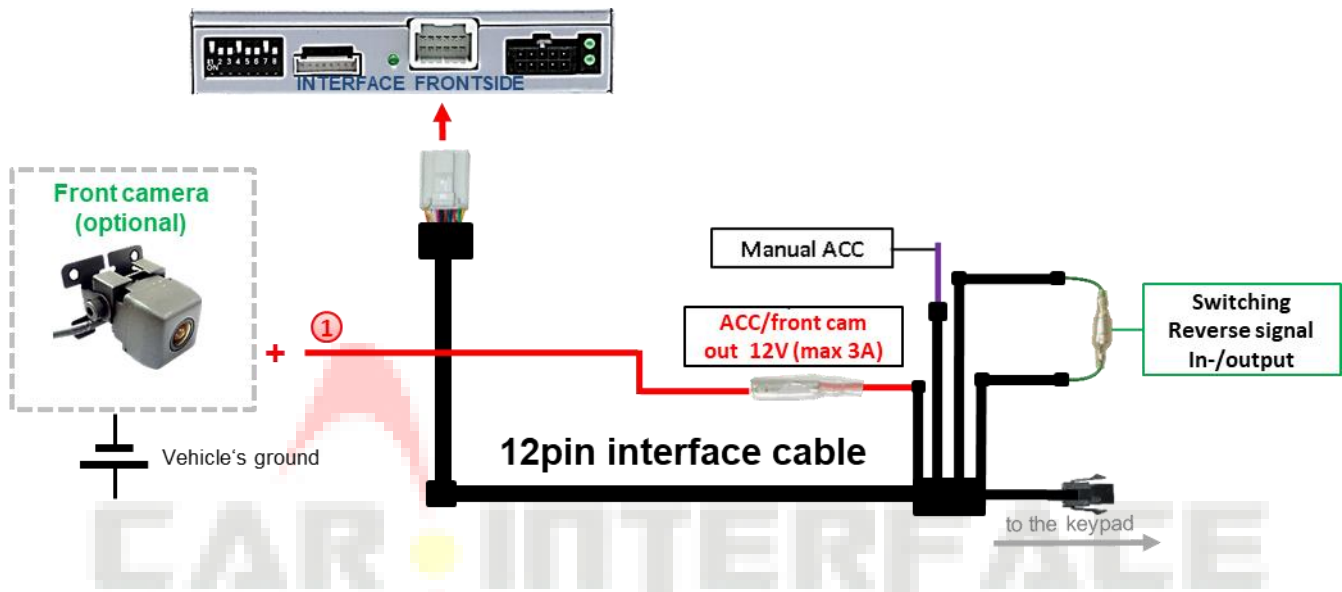 ON
1 2 3 4 5 6 7 8
INTERFACE FRONTSIDE
Front camera
(optional)
Manual ACC
ACC/front cam
out 12V (max 3A)
Switching
Reverse signal
In-/output
+
1
Vehicle‘s ground
12pin interface cable
to the keypad
CAR INTERFACE